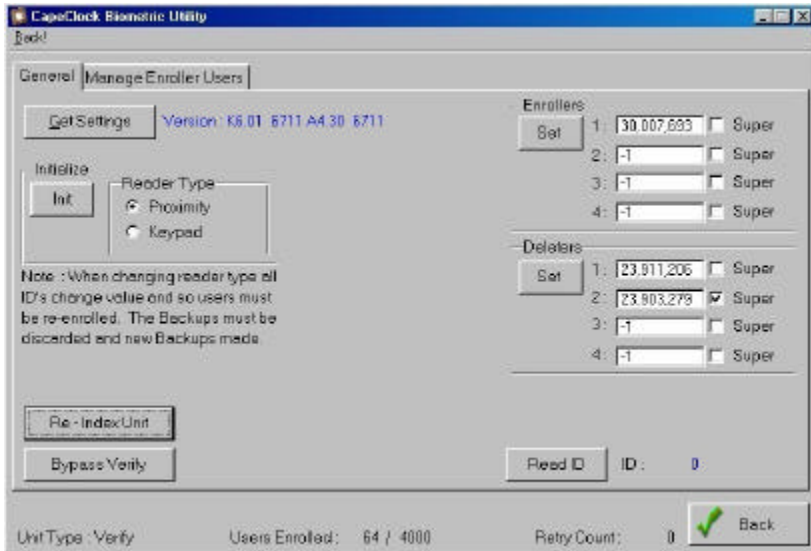 CapeClock Biometric Utility
Back!
General
Manage Enroller Users
Get Settings
Version : K6.01 6711 A4.30 6711
Initialize
Init
Reader Type
Proximity
Keypad
Note : When changing reader type all
ID's change value and so users must
be re-enrolled. The Backups must be
discarded and new Backups made.
Re - Index Unit
Bypass Verify
Enrollers
Set
1 : 30,007,693 Super
2 : -1 Super
3 : -1 Super
4 : -1 Super
Deleters
Set
1 : 23,911,206 Super
2 : 23,903,279 Super
3 : -1 Super
4 : -1 Super
Read ID
ID : 0
Unit Type : Verify
Users Enrolled : 64 / 4000
Retry Count : 0
Back